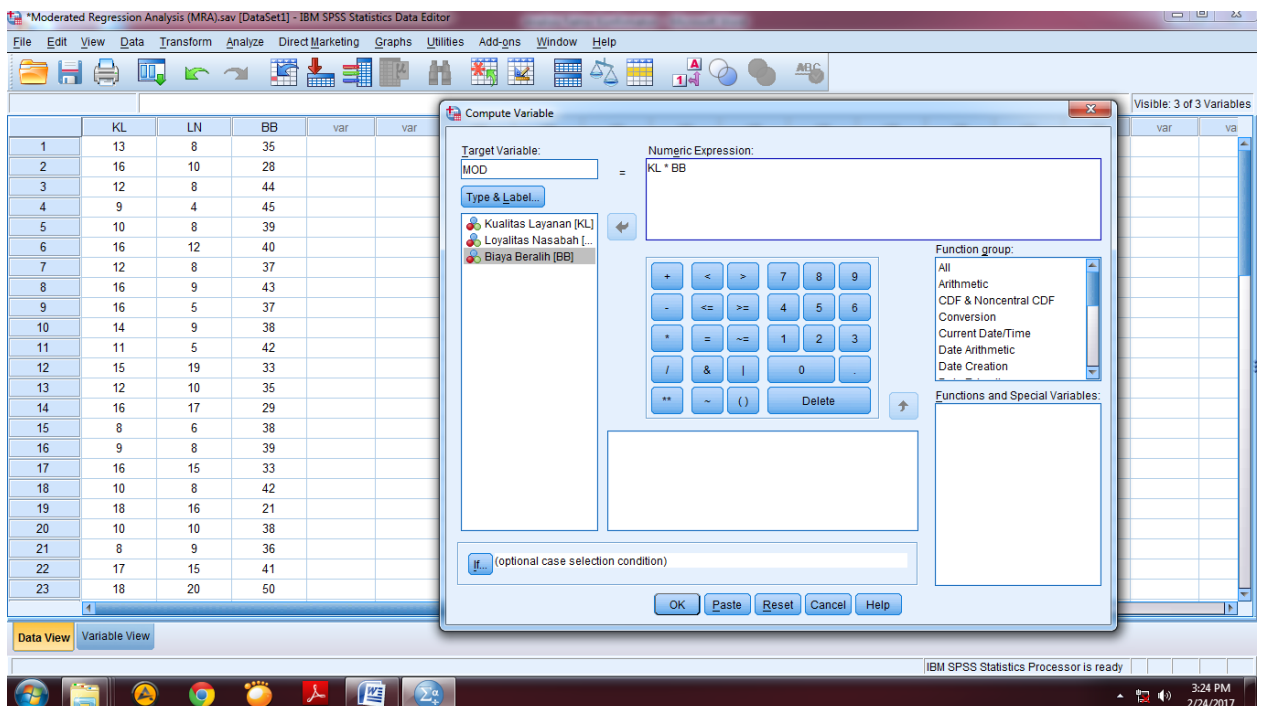 *Moderated Regression Analysis (MRA).sav [DataSet1] - IBM SPSS Statistics Data Editor
File Edit View Data Transform Analyze Direct Marketing Graphs Utilities Add-ons Window Help
Visible: 3 of 3 Variables
KL LN BB var var var va
1 13 8 35
2 16 10 28
3 12 8 44
4 9 4 45
5 10 8 39
6 16 12 40
7 12 8 37
8 16 9 43
9 16 5 37
10 14 9 38
11 11 5 42
12 15 19 33
13 12 10 35
14 16 17 29
15 8 6 38
16 9 8 39
17 16 15 33
18 10 8 42
19 18 16 21
20 10 10 38
21 8 9 36
22 17 15 41
23 18 20 50
Compute Variable
Target Variable:
MOD
=
Numeric Expression:
KL * BB
Type & Label...
Kualitas Layanan [KL]
Loyalitas Nasabah [...
Biaya Beralih [BB]
+ < > 7 8 9
- <= >= 4 5 6
* = ~= 1 2 3
/ & | 0 .
** ~ () Delete
Function group:
All
Arithmetic
CDF & Noncentral CDF
Conversion
Current Date/Time
Date Arithmetic
Date Creation
Functions and Special Variables:
If... (optional case selection condition)
OK Paste Reset Cancel Help
Data View Variable View
IBM SPSS Statistics Processor is ready
3:24 PM
2/24/2017